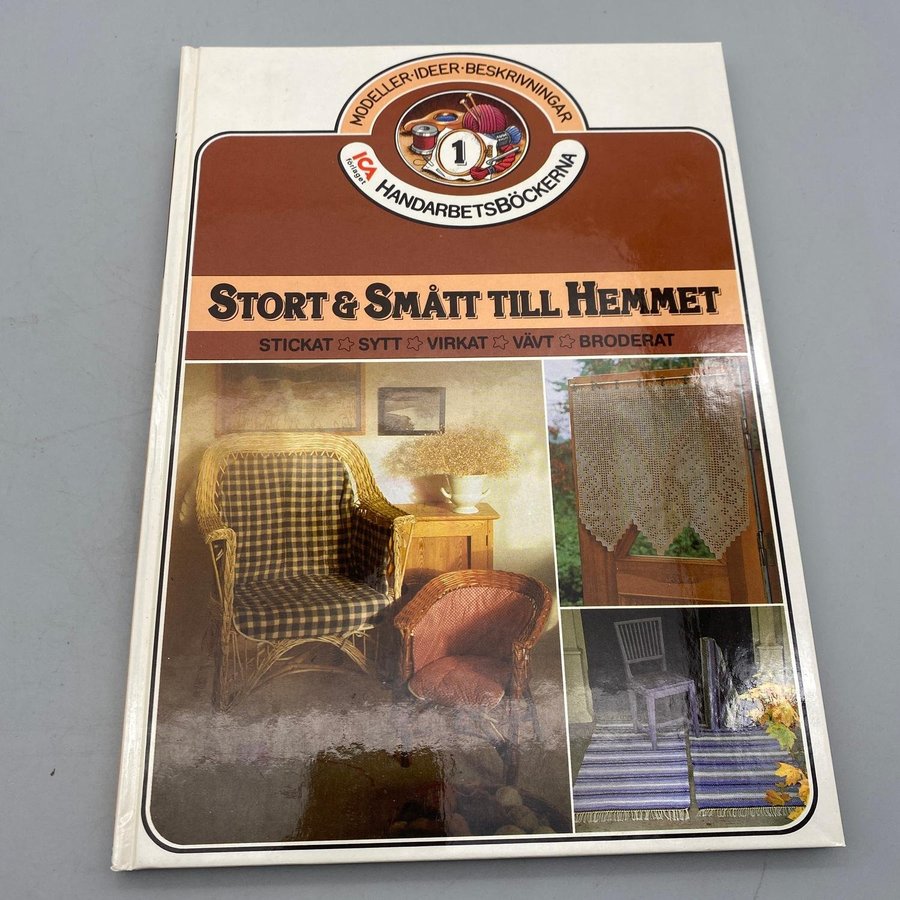 MODELLER·IDEER·BESKRIVNINGAR
1
ICA
förlaget
HANDARBETSBÖCKERNA
STORT & SMÅTT TILL HEMMET
STICKAT ☆ SYTT ☆ VIRKAT ☆ VÄVT ☆ BRODERAT